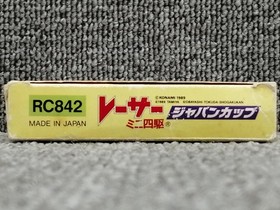 RC842
MADE IN JAPAN
レーサー
ミニ四駆
ジャパンカップ
© KONAMI 1989